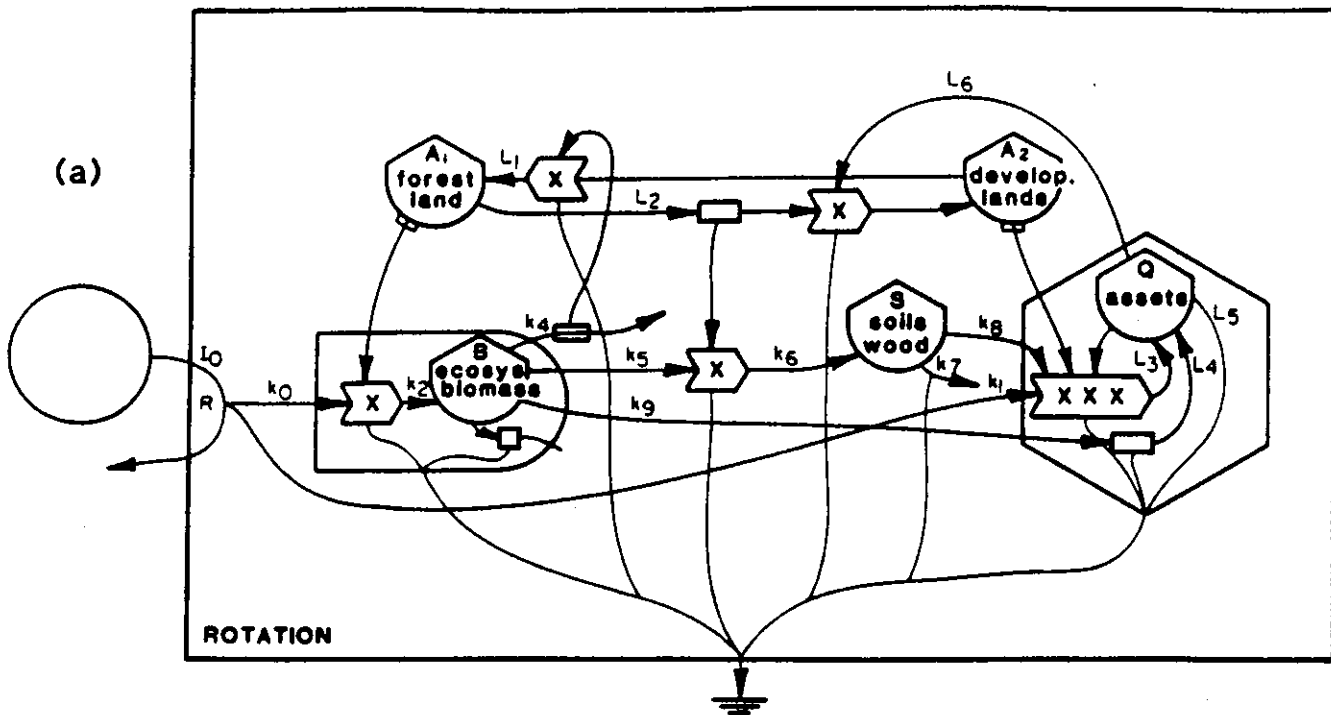 (a)
L6
A1
forest
land
L1
X
A2
develop.
lands
L2
X
Q
assets
L5
S
soils
wood
k4
I0
k8
L3
L4
B
ecosys.
biomass
k5
X
k6
k7
k0
X
k2
k9
k1
X X X
R
ROTATION